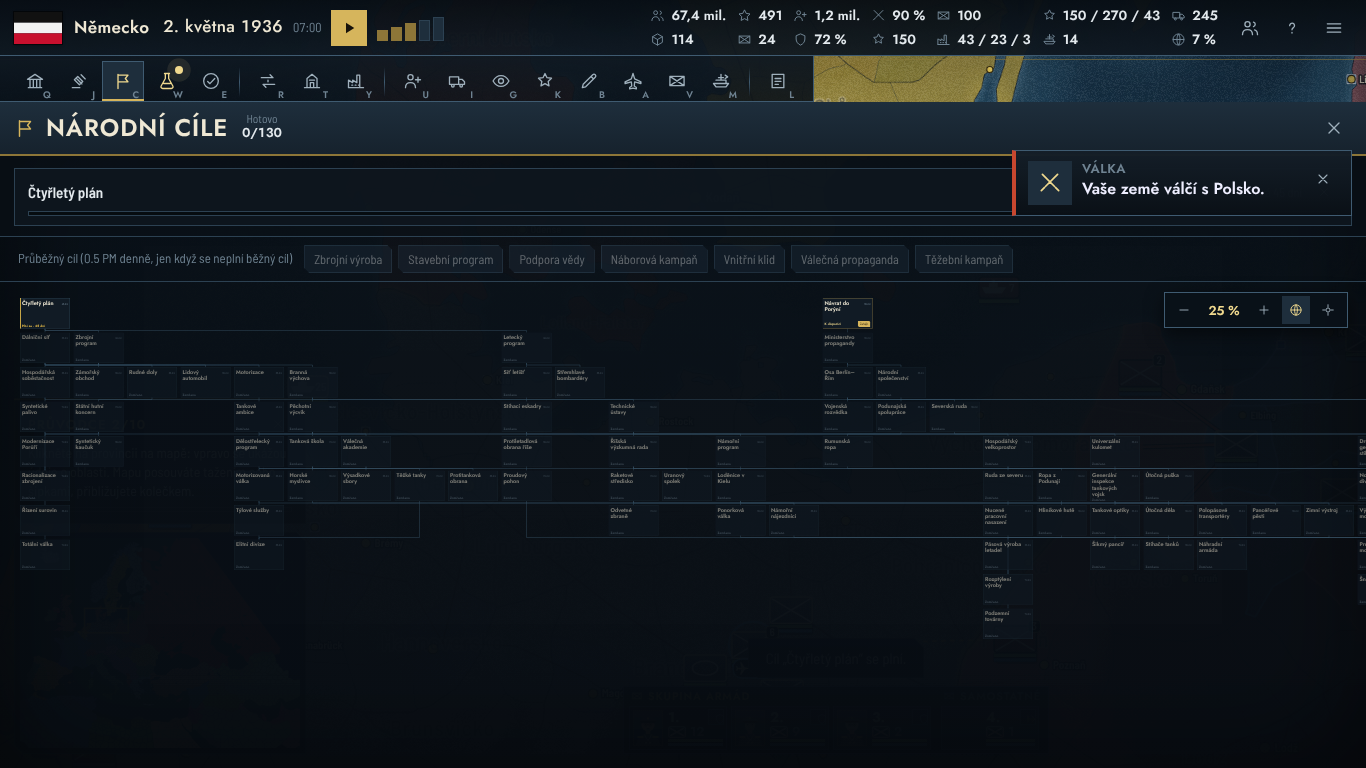 Německo 2. května 1936 07:00
67,4 mil. 491 1,2 mil. 90 % 100 150 / 270 / 43 245
114 24 72 % 150 43 / 23 / 3 14 7 %
?
Q J C W E R T Y U I G K B A V M L
NÁRODNÍ CÍLE Hotovo 0/130
VÁLKA
Vaše země válčí s Polsko.
Čtyřletý plán
Průběžný cíl (0.5 PM denně, jen když se neplní běžný cíl) Zbrojní výroba Stavební program Podpora vědy Náborová kampaň Vnitřní klid Válečná propaganda Těžební kampaň
25 %
Čtyřletý plán
Návrat do Porýní
Dálniční síť Zbrojní program Letecký program Ministerstvo propagandy
Hospodářská soběstačnost Zámořský obchod Rudné doly Lidový automobil Motorizace Branná výchova Síť letišť Střemhlavé bombardéry Osa Berlín–Řím Národní společenství
Syntetické palivo Státní hutní koncern Tankové ambice Pěchotní výcvik Stíhací eskadry Technické ústavy Vojenská rozvědka Podunajská spolupráce Severská ruda
Modernizace Porúří Syntetický kaučuk Dělostřelecký program Tanková škola Válečná akademie Protiletadlová obrana říše Říšská výzkumná rada Námořní program Rumunská ropa Hospodářský velkoprostor Univerzální kulomet
Racionalizace zbrojení Motorizovaná válka Horské myslivce Výsadkové sbory Těžké tanky Protitanková obrana Proudový pohon Raketové středisko Uranový spolek Loděnice v Kielu Ruda ze severu Ropa z Podunají Generální inspekce tankových vojsk Útočná puška
Řízení surovin Týlové služby Odvetné zbraně Ponorková válka Námořní nájezdníci Nucené pracovní nasazení Hliníkové hutě Tankové optiky Útočná děla Polopásové transportéry Pancéřové pěsti Zimní výstroj
Totální válka Elitní divize Pásová výroba letadel Šikmý pancíř Stíhače tanků Náhradní armáda
Rozptýlení výroby
Podzemní továrny